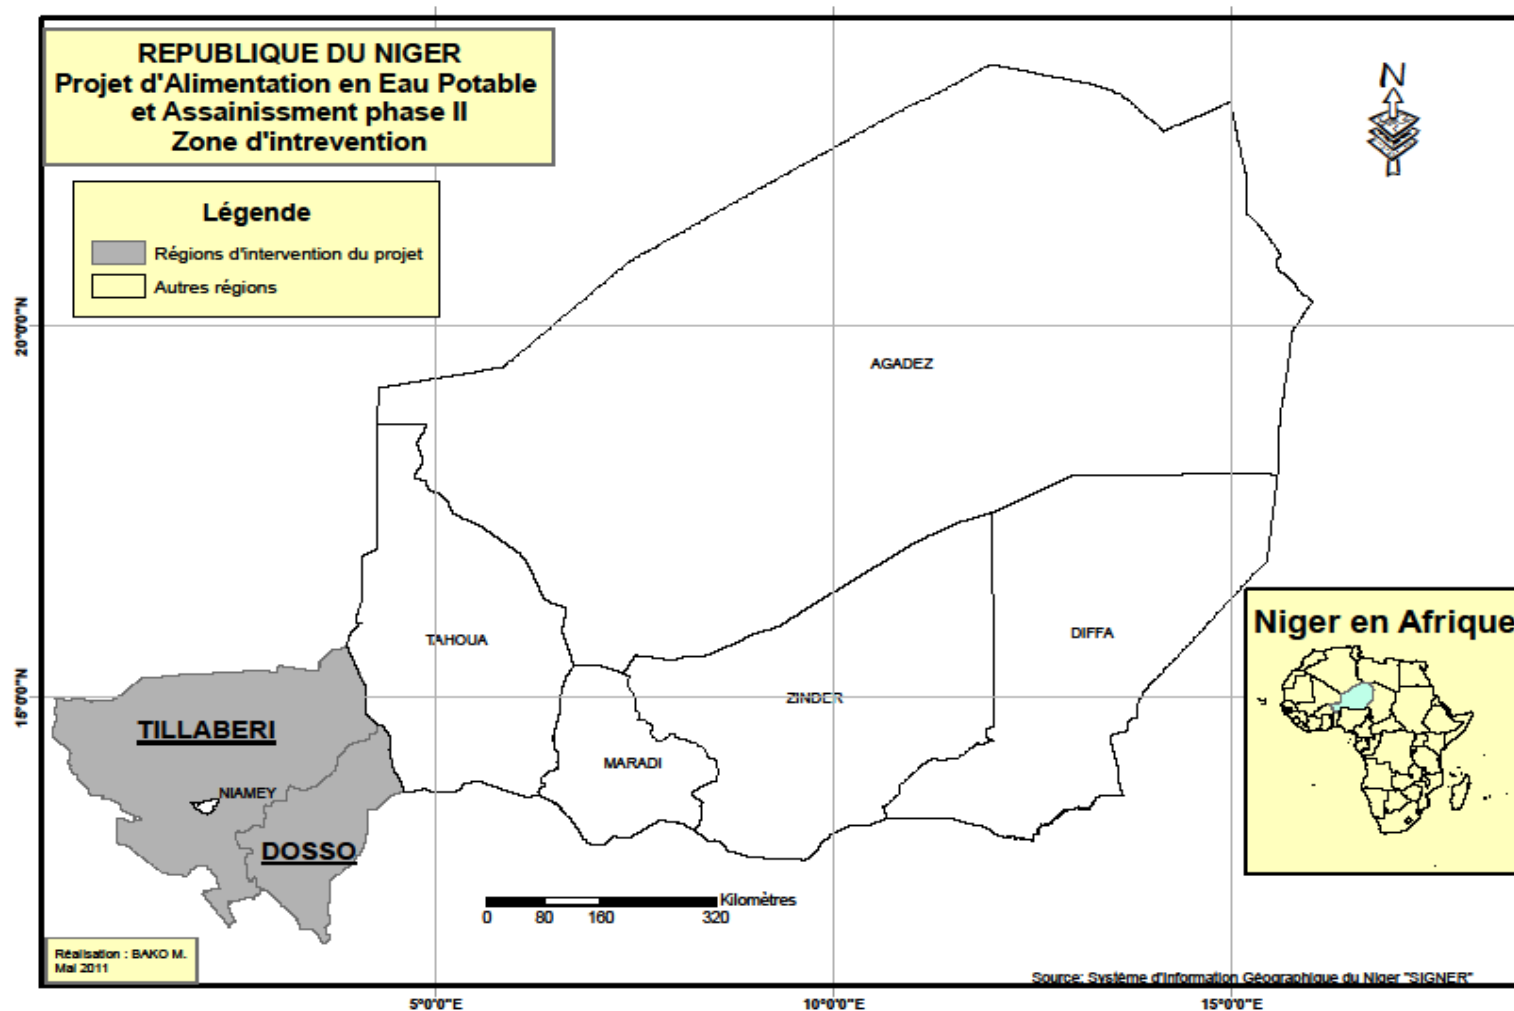 REPUBLIQUE DU NIGER
Projet d'Alimentation en Eau Potable
et Assainissment phase II
Zone d'intrevention
N
Légende
Régions d'intervention du projet
Autres régions
20°0'0"N
15°0'0"N
AGADEZ
TAHOUA
DIFFA
ZINDER
MARADI
TILLABERI
NIAMEY
DOSSO
Niger en Afrique
Kilomètres
0 80 160 320
Réalisation : BAKO M.
Mai 2011
Source: Système d'Information Géographique du Niger "SIGNER"
5°0'0"E 10°0'0"E 15°0'0"E